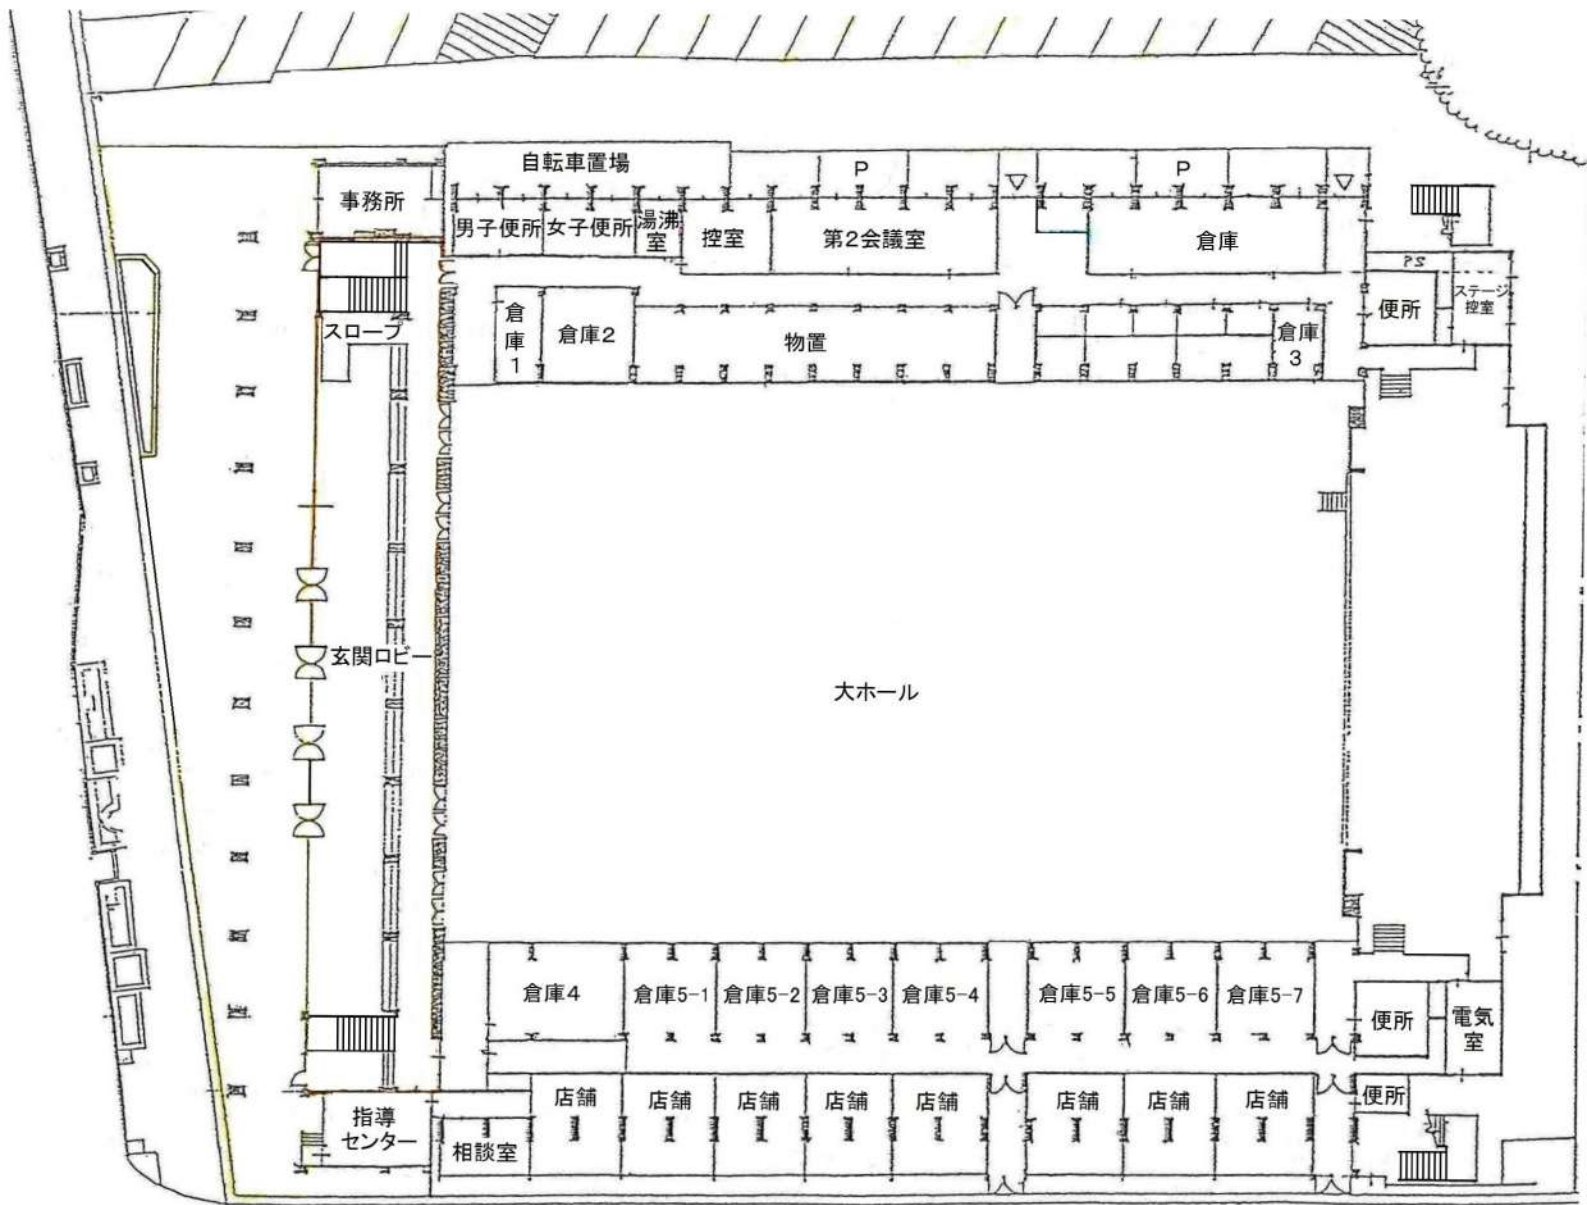 自転車置場
P
P
事務所
男子便所
女子便所
湯沸
室
控室
第2会議室
倉庫
便所
ステージ
控室
スロープ
倉
庫
1
倉庫2
物置
倉庫
3
玄関ロビー
大ホール
倉庫4
倉庫5-1
倉庫5-2
倉庫5-3
倉庫5-4
倉庫5-5
倉庫5-6
倉庫5-7
便所
電気
室
店舗
店舗
店舗
店舗
店舗
店舗
店舗
店舗
便所
指導
センター
相談室